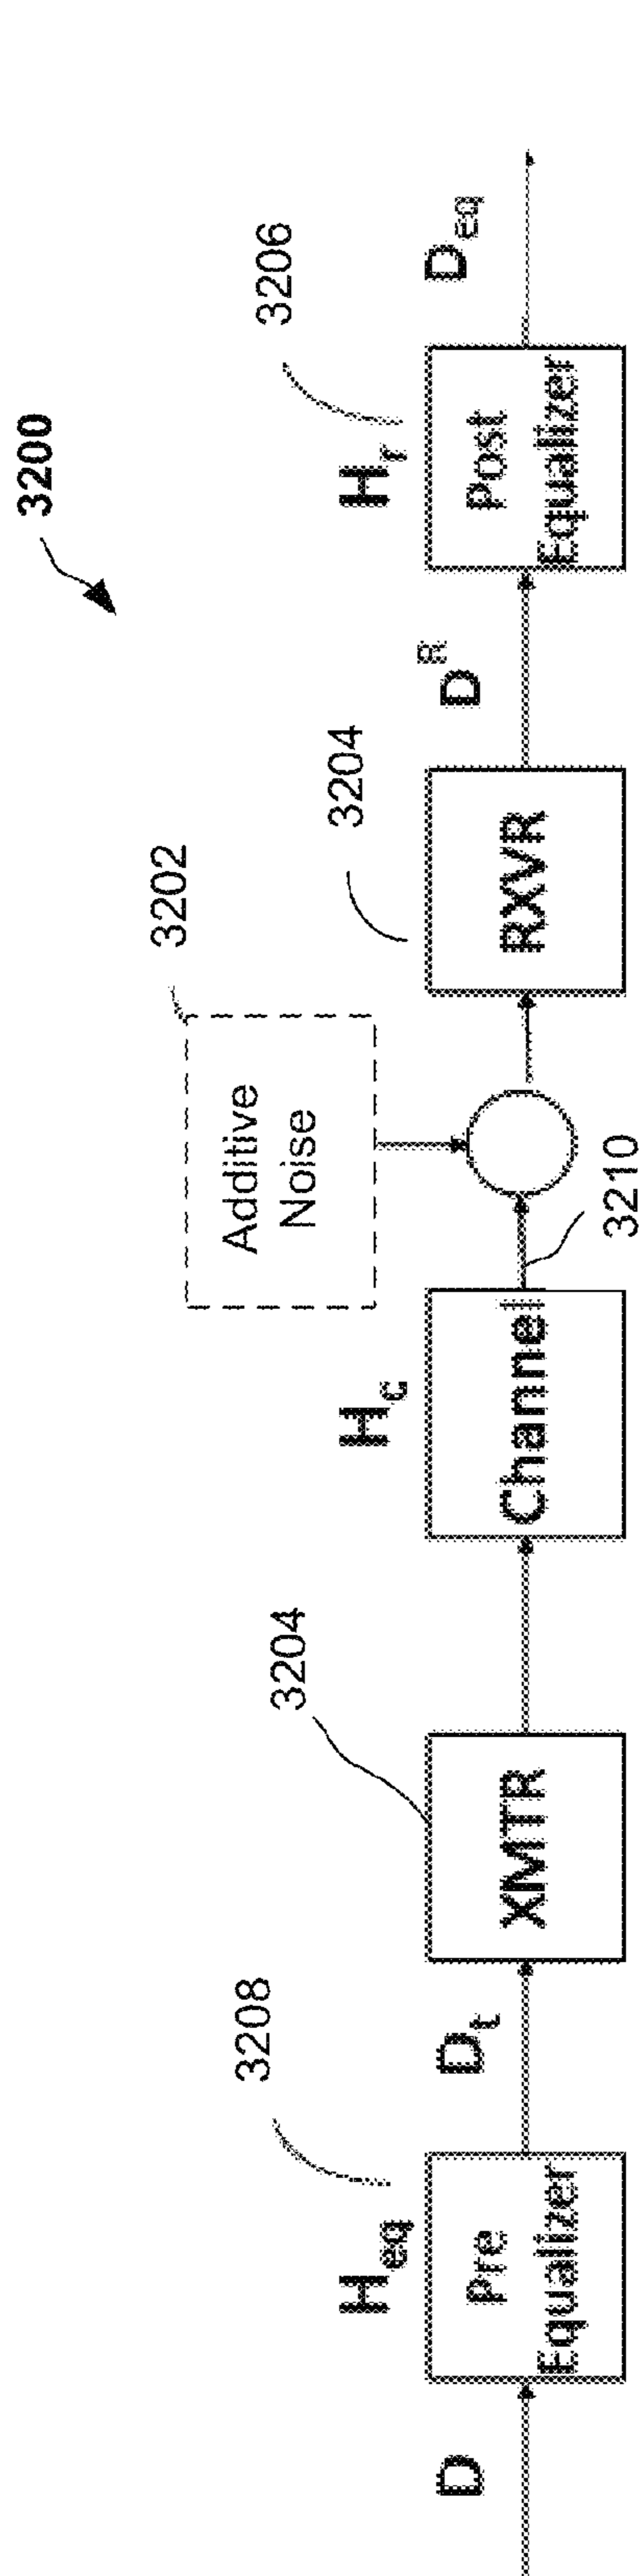 3200
3202
Additive
Noise
3208
3204
3204
3206
H_eq
H_c
H_r
D
Pre
Equalizer
D_t
XMTR
Channel
3210
RXVR
D^R
Post
Equalizer
D_eq